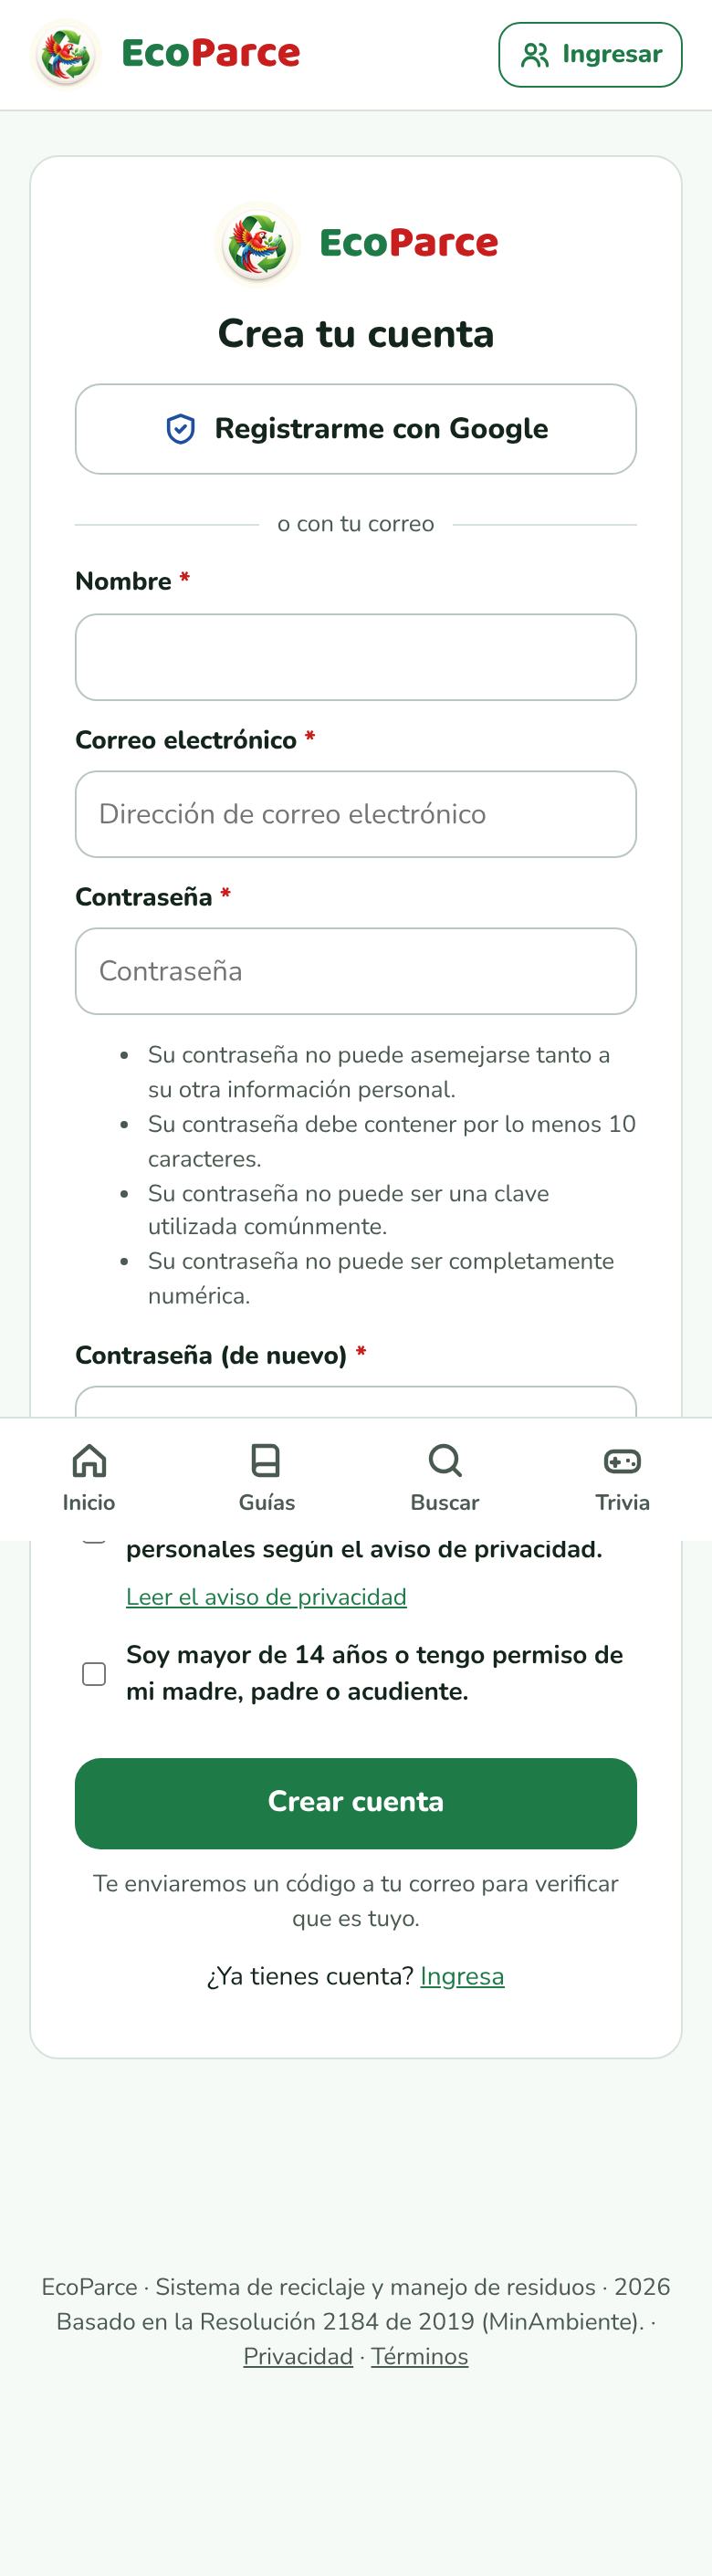 EcoParce
Ingresar
EcoParce
Crea tu cuenta
Registrarme con Google
o con tu correo
Nombre *
Correo electrónico *
Dirección de correo electrónico
Contraseña *
Contraseña
• Su contraseña no puede asemejarse tanto a
su otra información personal.
• Su contraseña debe contener por lo menos 10
caracteres.
• Su contraseña no puede ser una clave
utilizada comúnmente.
• Su contraseña no puede ser completamente
numérica.
Contraseña (de nuevo) *
Inicio
Guías
Buscar
Trivia
personales según el aviso de privacidad.
Leer el aviso de privacidad
Soy mayor de 14 años o tengo permiso de
mi madre, padre o acudiente.
Crear cuenta
Te enviaremos un código a tu correo para verificar
que es tuyo.
¿Ya tienes cuenta? Ingresa
EcoParce · Sistema de reciclaje y manejo de residuos · 2026
Basado en la Resolución 2184 de 2019 (MinAmbiente). ·
Privacidad · Términos